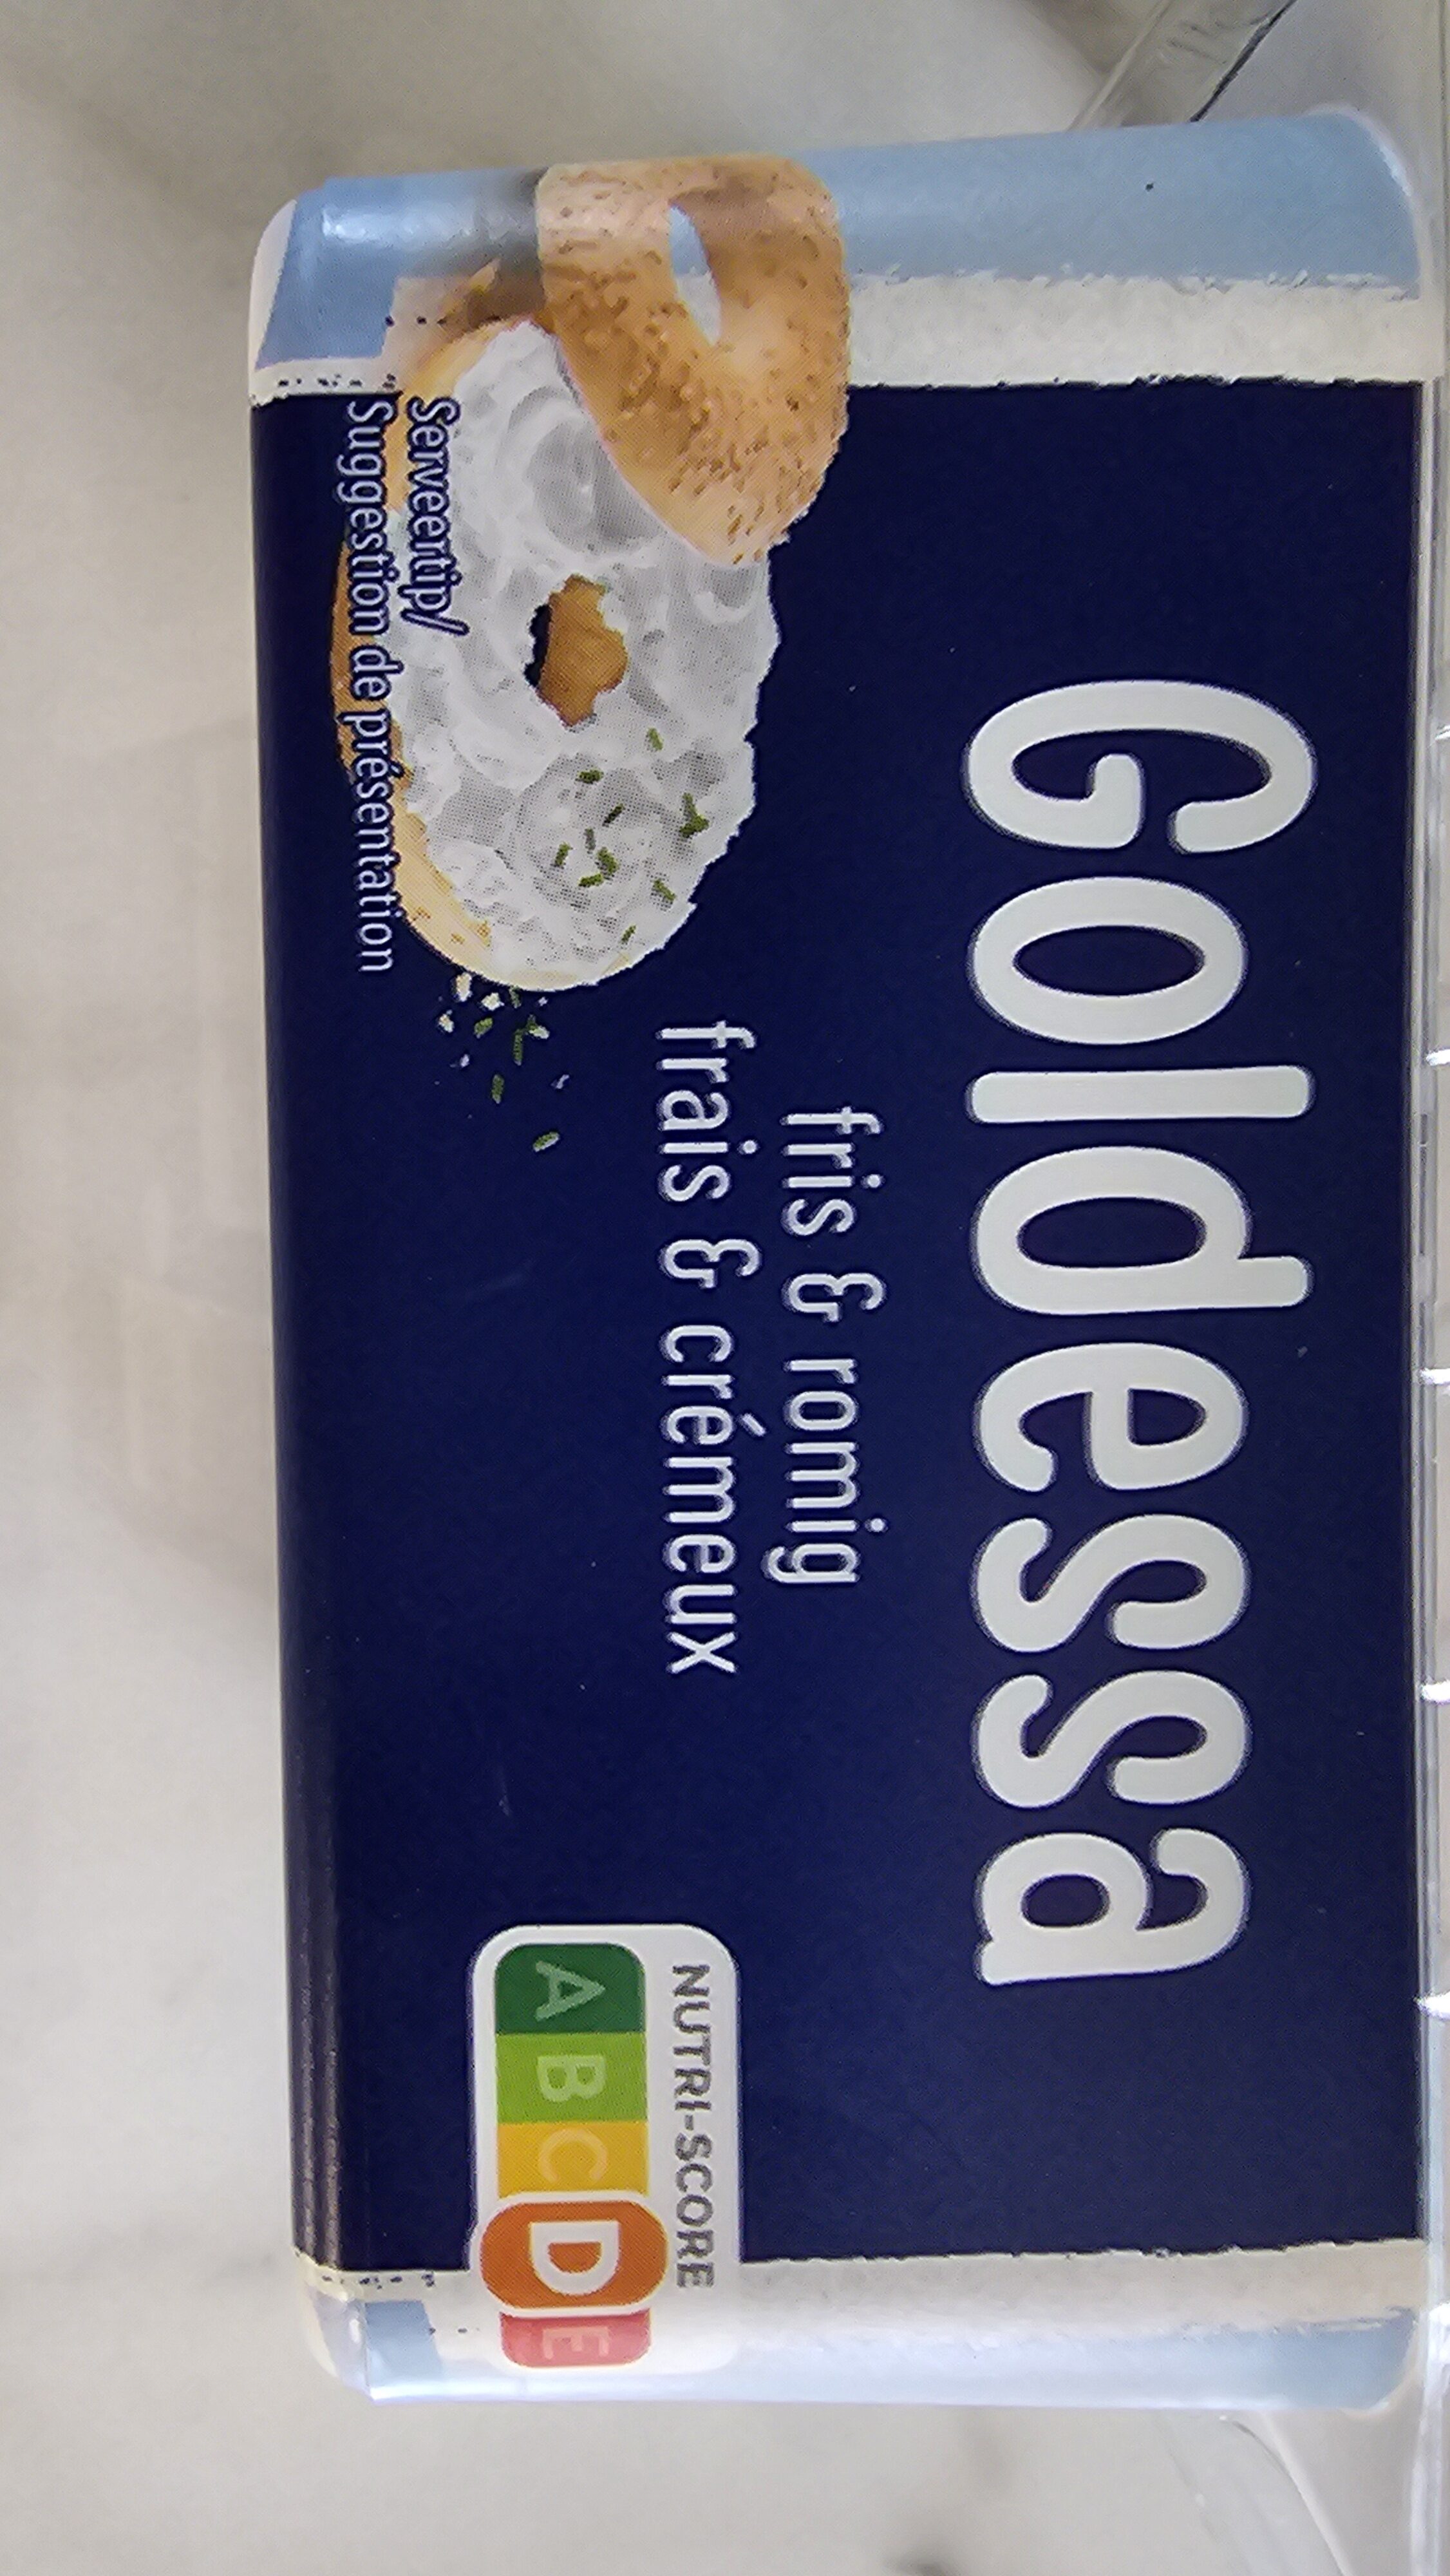 Goldessa
fris & romig
frais & crémeux
Serveertip/
Suggestion de présentation
NUTRI-SCORE
A B C D E